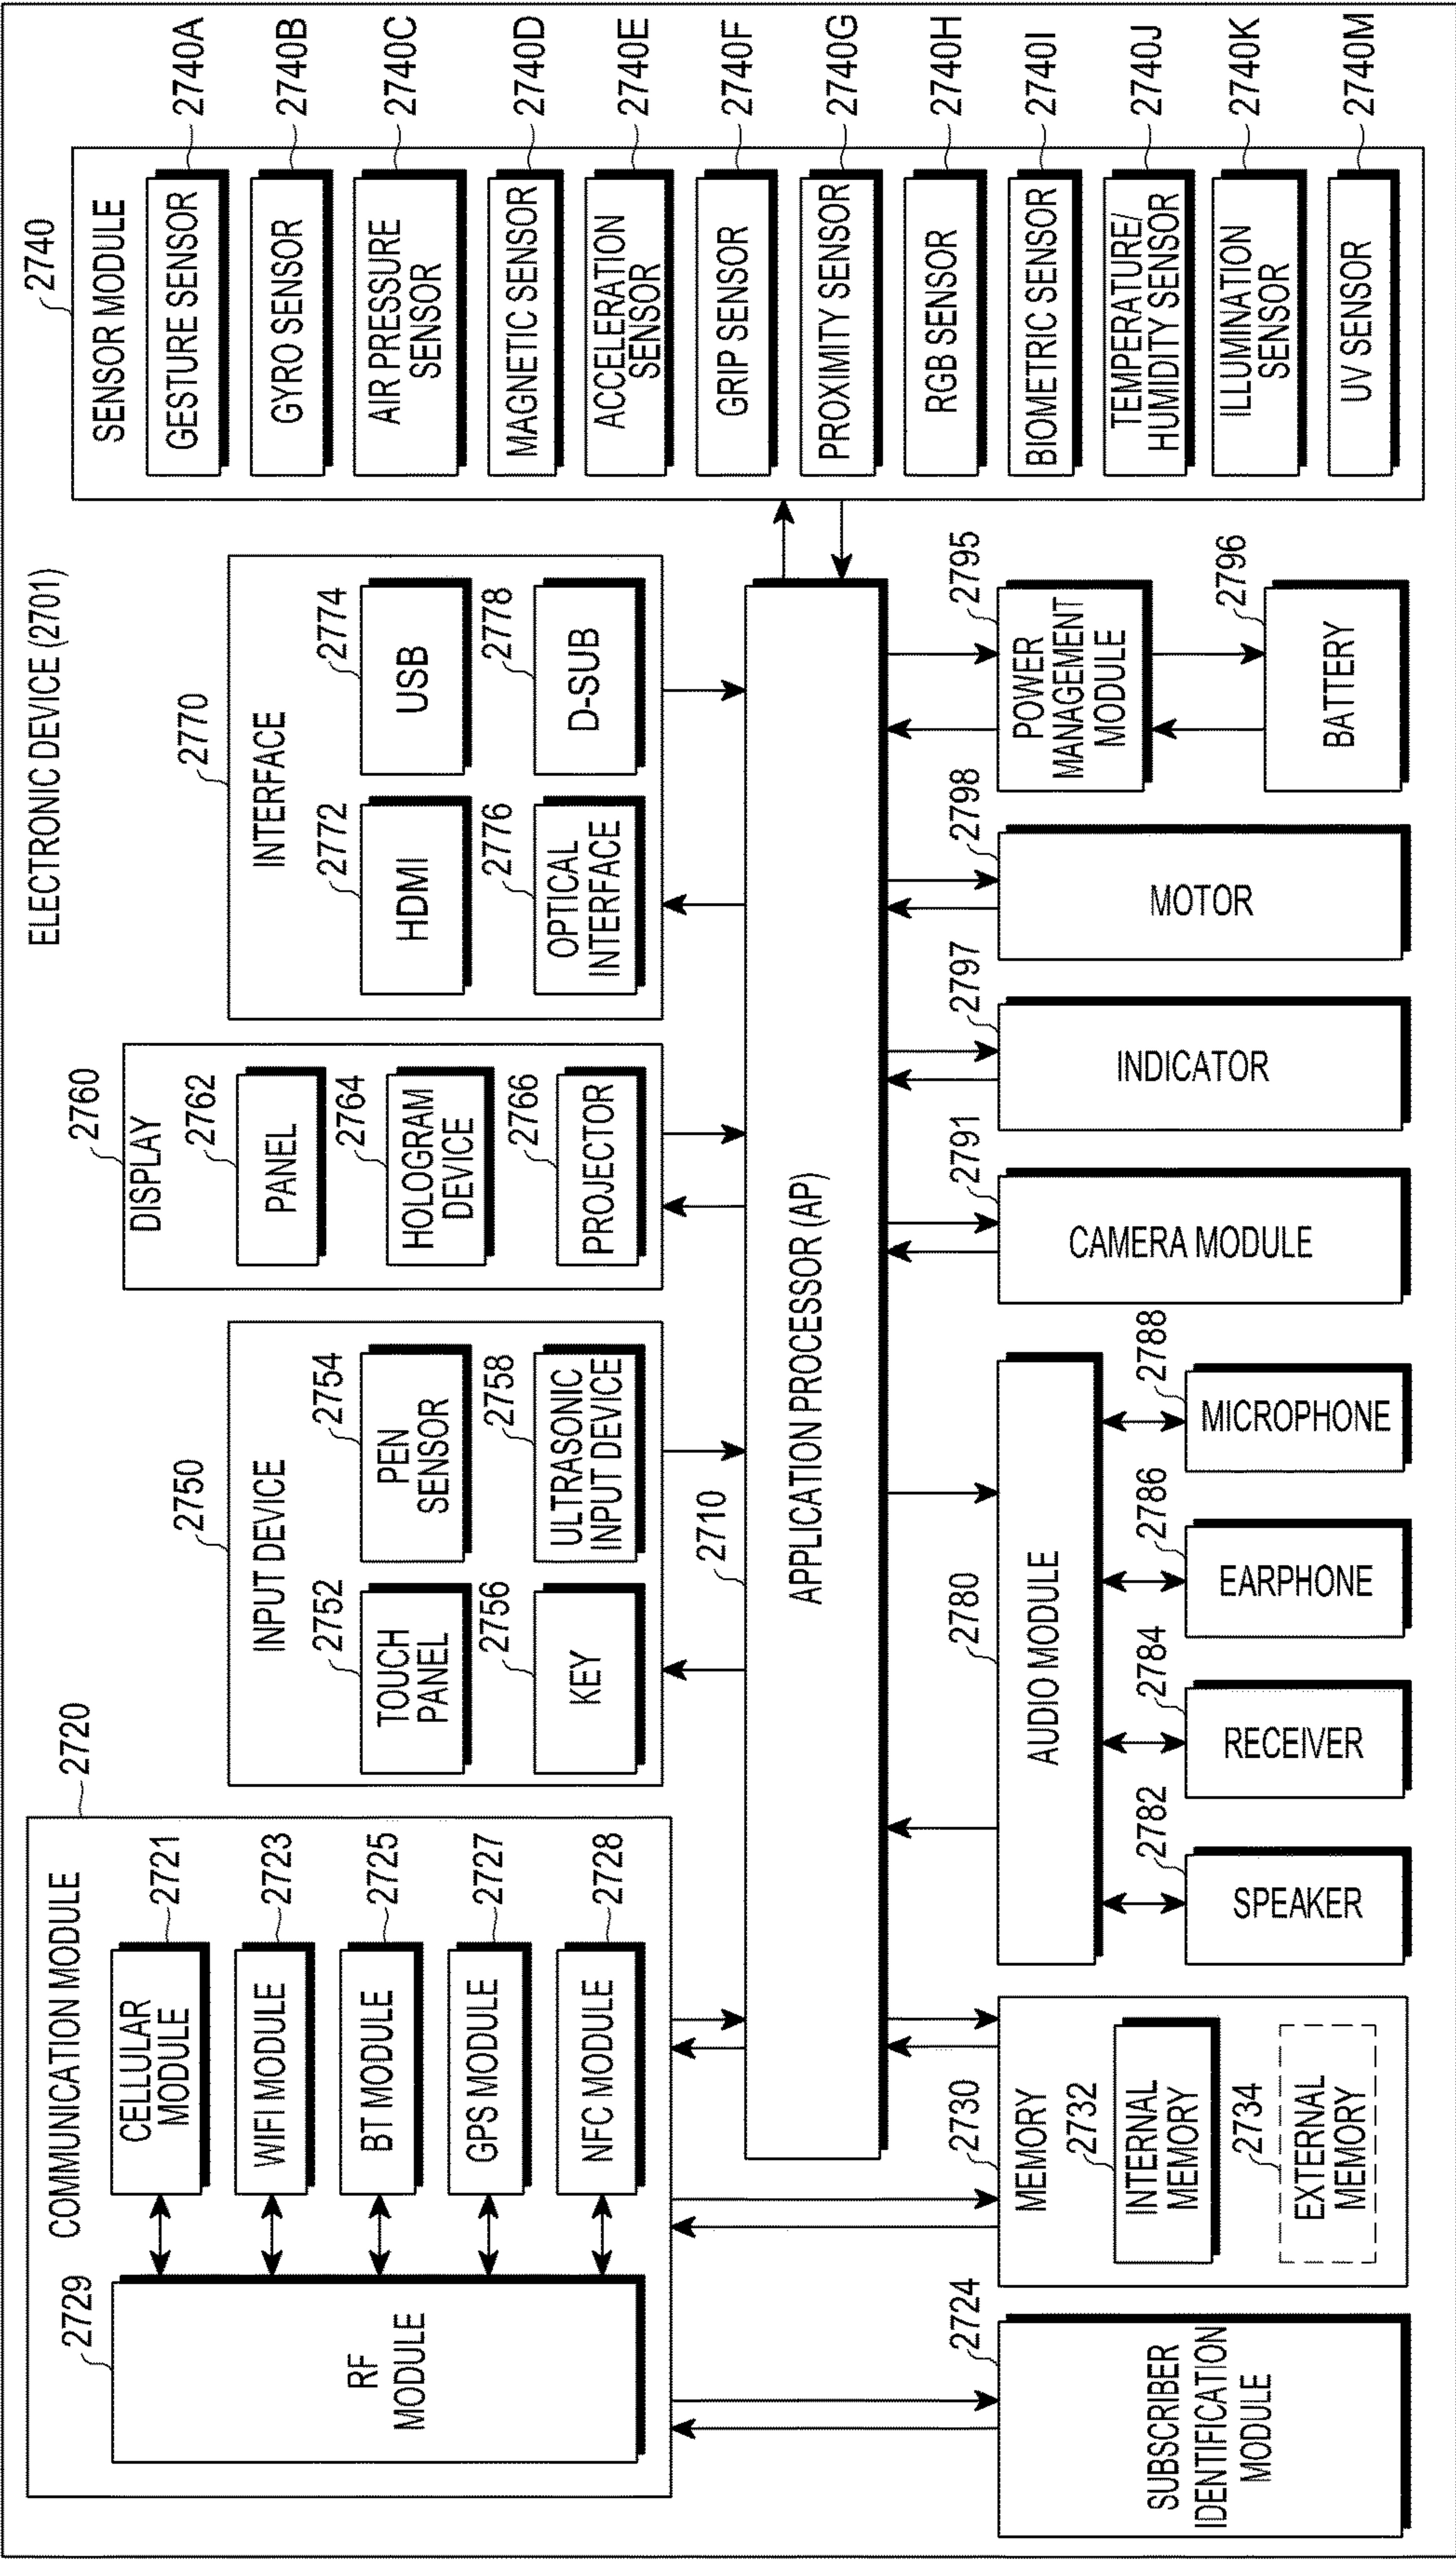 ELECTRONIC DEVICE (2701)
2720
COMMUNICATION MODULE
2729
RF
MODULE
CELLULAR
MODULE
2721
WIFI MODULE
2723
BT MODULE
2725
GPS MODULE
2727
NFC MODULE
2728
2750
INPUT DEVICE
2752
TOUCH
PANEL
2754
PEN
SENSOR
2756
KEY
2758
ULTRASONIC
INPUT DEVICE
2760
DISPLAY
2762
PANEL
2764
HOLOGRAM
DEVICE
2766
PROJECTOR
2770
INTERFACE
2772
HDMI
2774
USB
2776
OPTICAL
INTERFACE
2778
D-SUB
2740
SENSOR MODULE
GESTURE SENSOR
2740A
GYRO SENSOR
2740B
AIR PRESSURE
SENSOR
2740C
MAGNETIC SENSOR
2740D
ACCELERATION
SENSOR
2740E
GRIP SENSOR
2740F
PROXIMITY SENSOR
2740G
RGB SENSOR
2740H
BIOMETRIC SENSOR
2740I
TEMPERATURE/
HUMIDITY SENSOR
2740J
ILLUMINATION
SENSOR
2740K
UV SENSOR
2740M
2710
APPLICATION PROCESSOR (AP)
2724
SUBSCRIBER
IDENTIFICATION
MODULE
2730
MEMORY
2732
INTERNAL
MEMORY
2734
EXTERNAL
MEMORY
2780
AUDIO MODULE
2782
SPEAKER
2784
RECEIVER
2786
EARPHONE
2788
MICROPHONE
2791
CAMERA MODULE
2797
INDICATOR
2798
MOTOR
2795
POWER
MANAGEMENT
MODULE
2796
BATTERY